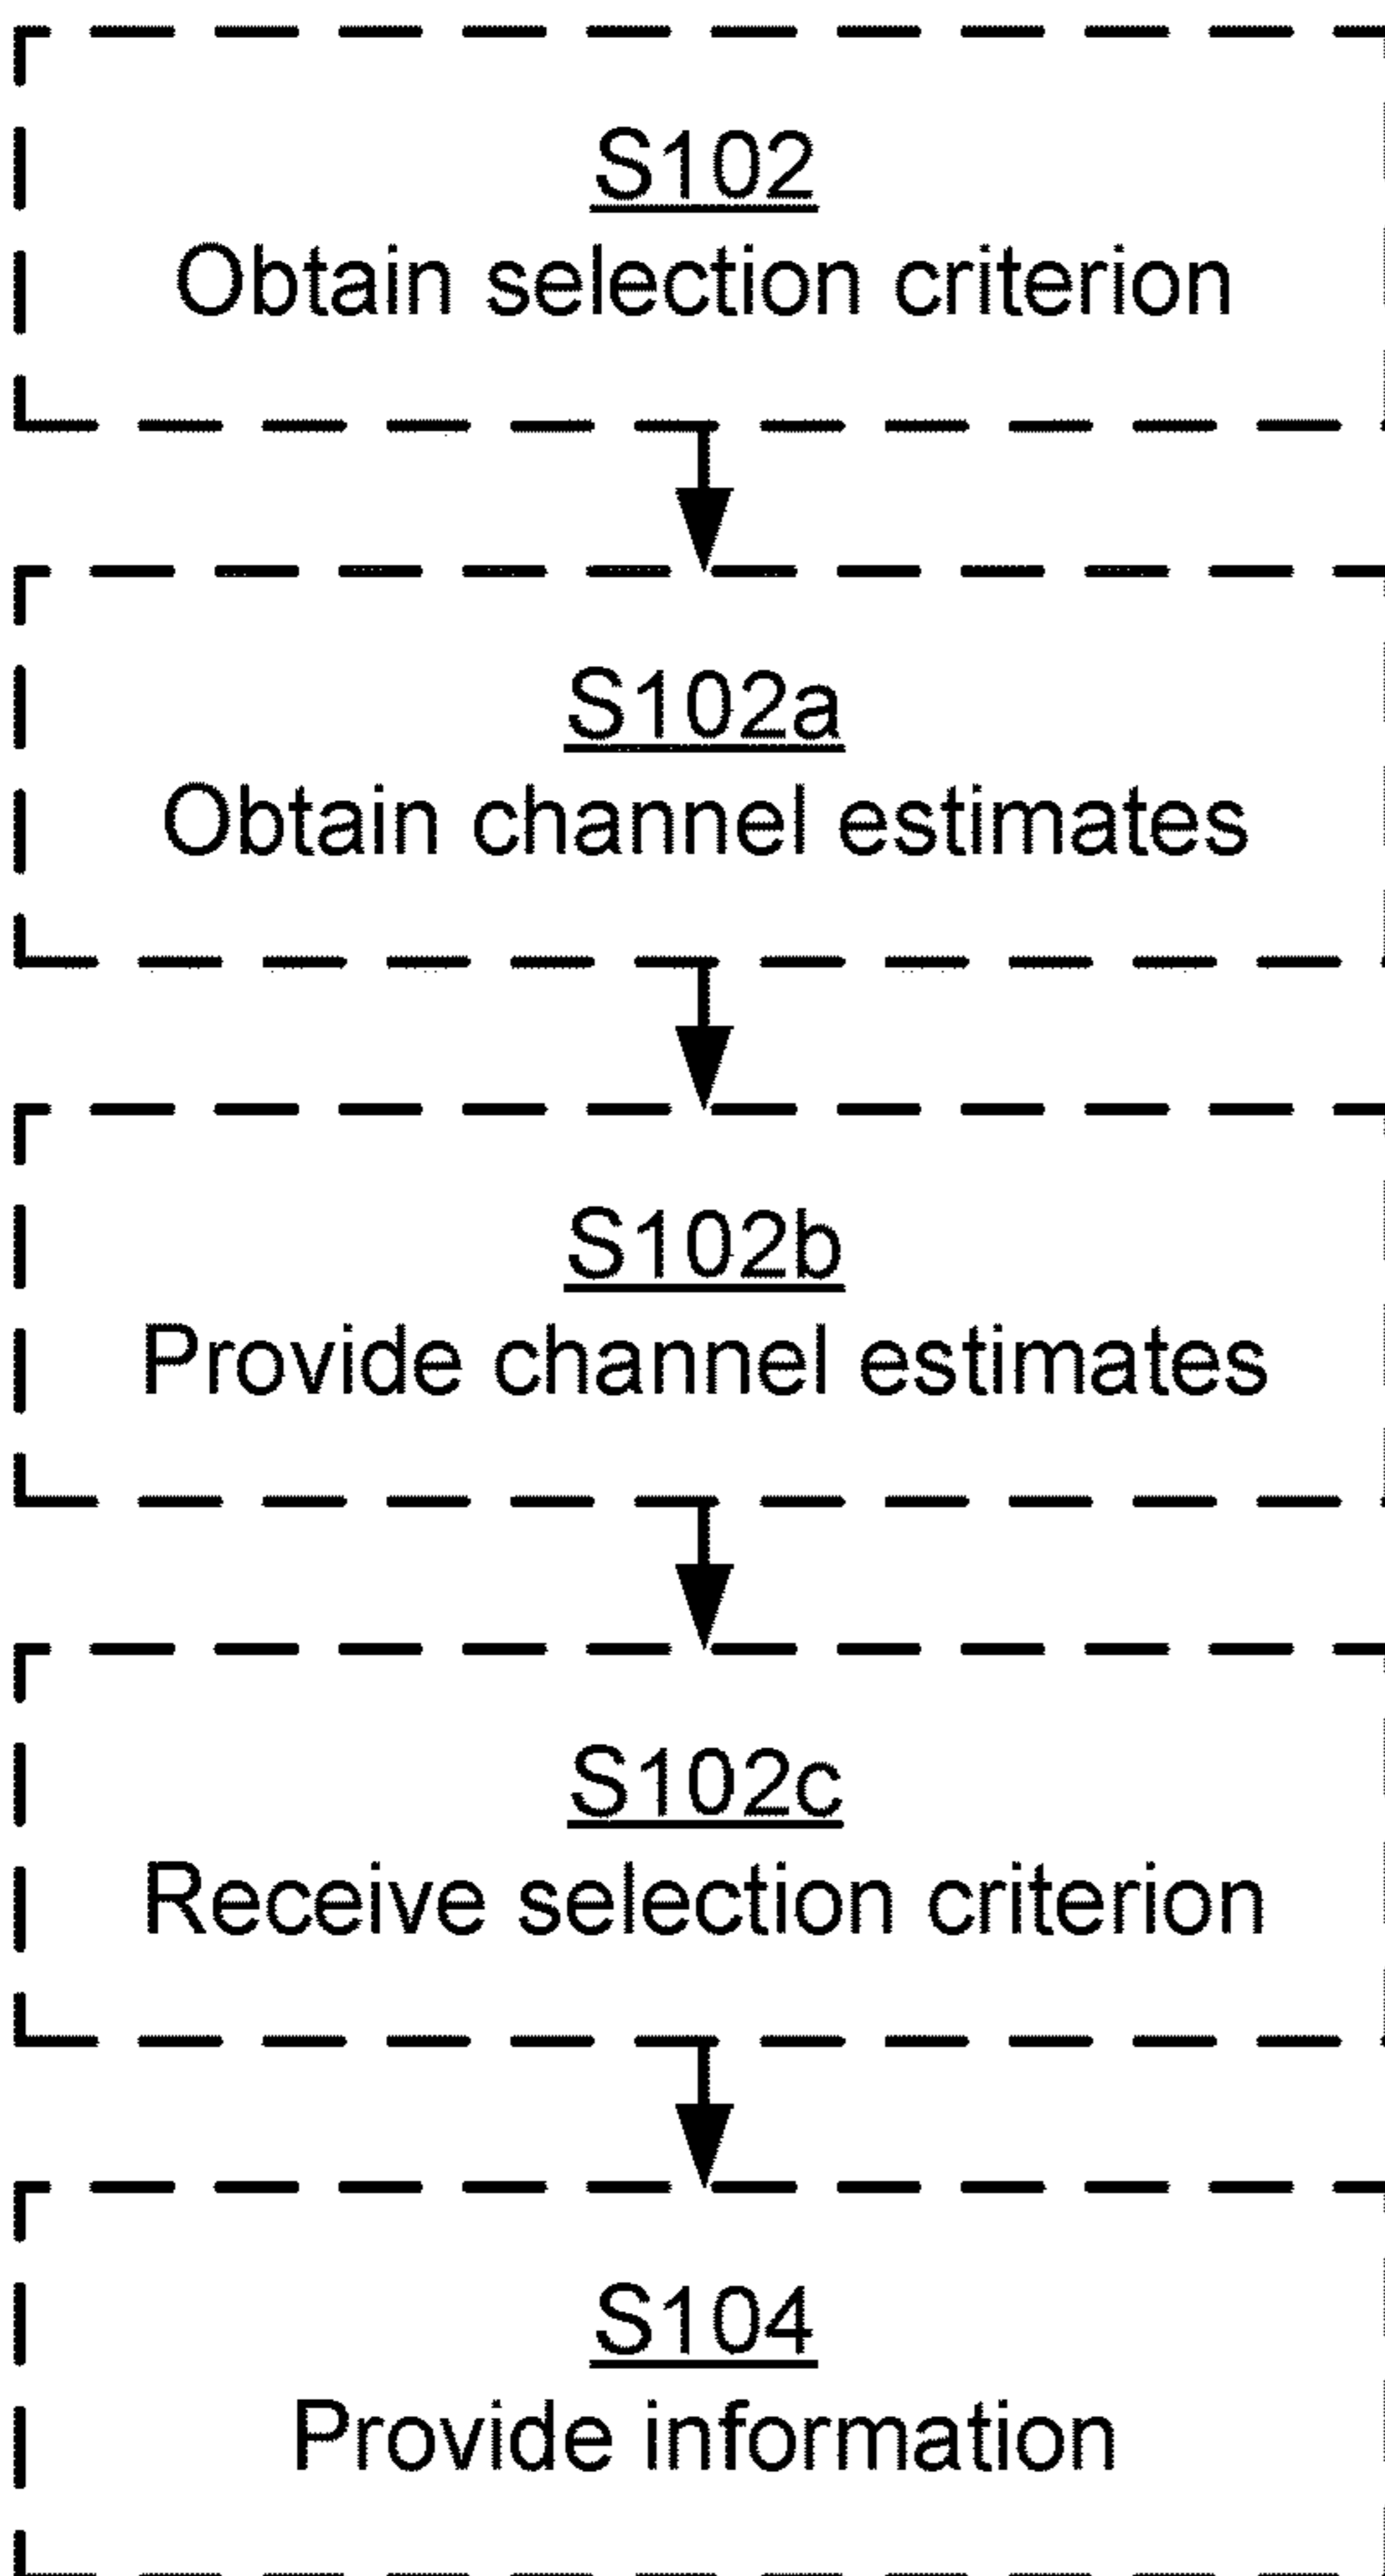 S102
Obtain selection criterion
S102a
Obtain channel estimates
S102b
Provide channel estimates
S102c
Receive selection criterion
S104
Provide information